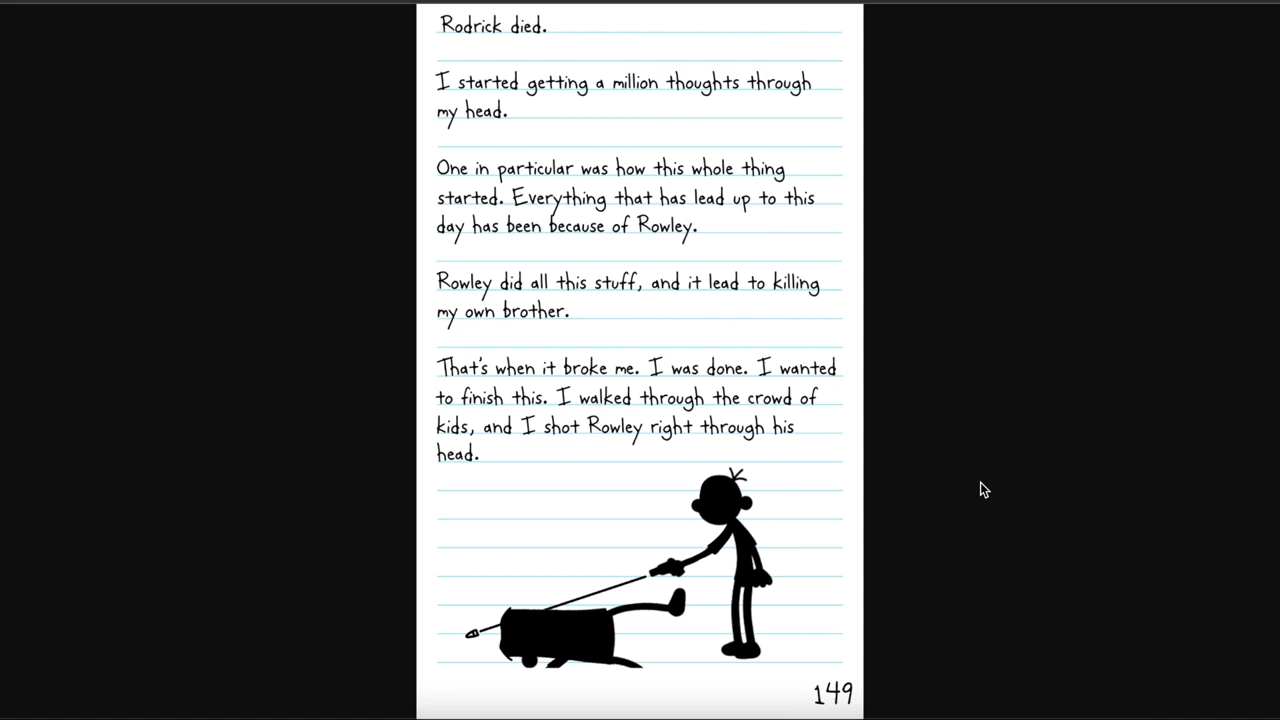 Rodrick died.
I started getting a million thoughts through
my head.
One in particular was how this whole thing
started. Everything that has lead up to this
day has been because of Rowley.
Rowley did all this stuff, and it lead to killing
my own brother.
That's when it broke me. I was done. I wanted
to finish this. I walked through the crowd of
kids, and I shot Rowley right through his
head.
149